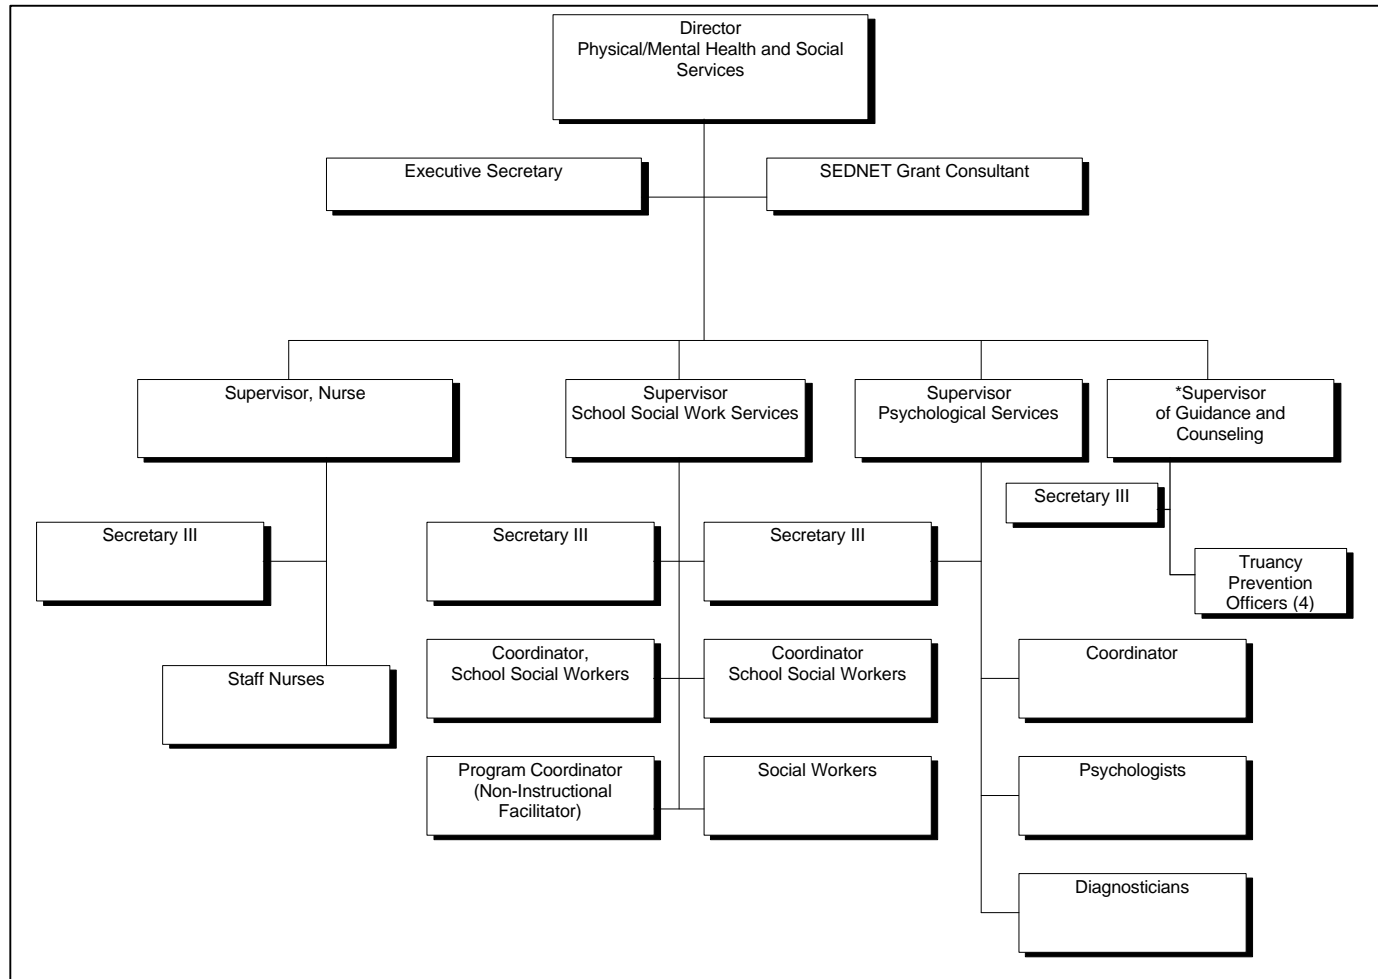 Director
Physical/Mental Health and Social
Services
Executive Secretary
SEDNET Grant Consultant
Supervisor, Nurse
Supervisor
School Social Work Services
Supervisor
Psychological Services
*Supervisor
of Guidance and
Counseling
Secretary III
Secretary III
Secretary III
Secretary III
Truancy
Prevention
Officers (4)
Staff Nurses
Coordinator,
School Social Workers
Coordinator
School Social Workers
Coordinator
Program Coordinator
(Non-Instructional
Facilitator)
Social Workers
Psychologists
Diagnosticians